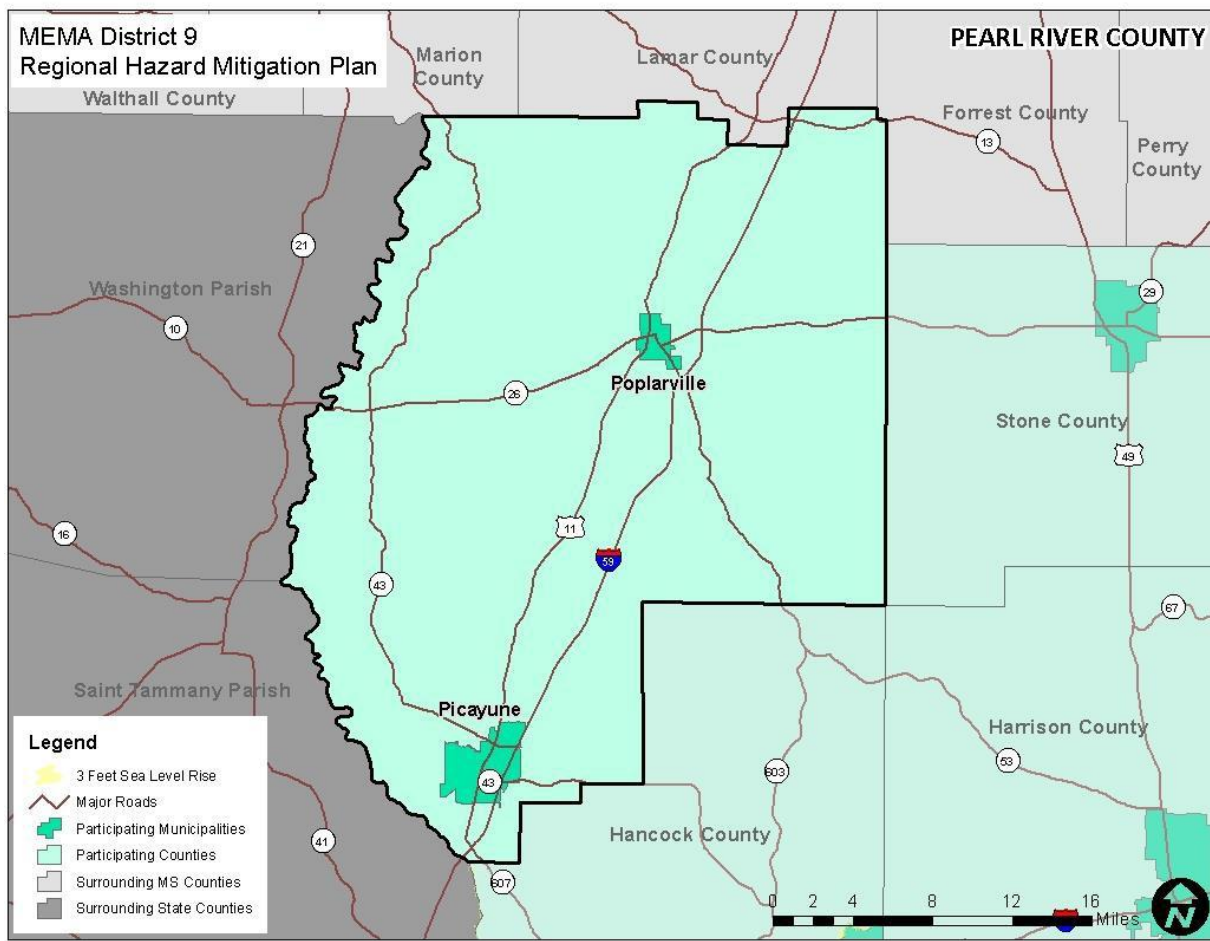 MEMA District 9
Regional Hazard Mitigation Plan
PEARL RIVER COUNTY
Marion
County
Lamar County
Walthall County
Forrest County
13
Perry
County
21
Washington Parish
10
29
26
Poplarville
Stone County
49
16
11
59
43
67
Saint Tammany Parish
Picayune
Harrison County
53
603
43
Hancock County
41
607
Legend
3 Feet Sea Level Rise
Major Roads
Participating Municipalities
Participating Counties
Surrounding MS Counties
Surrounding State Counties
0 2 4 8 12 16
Miles
N